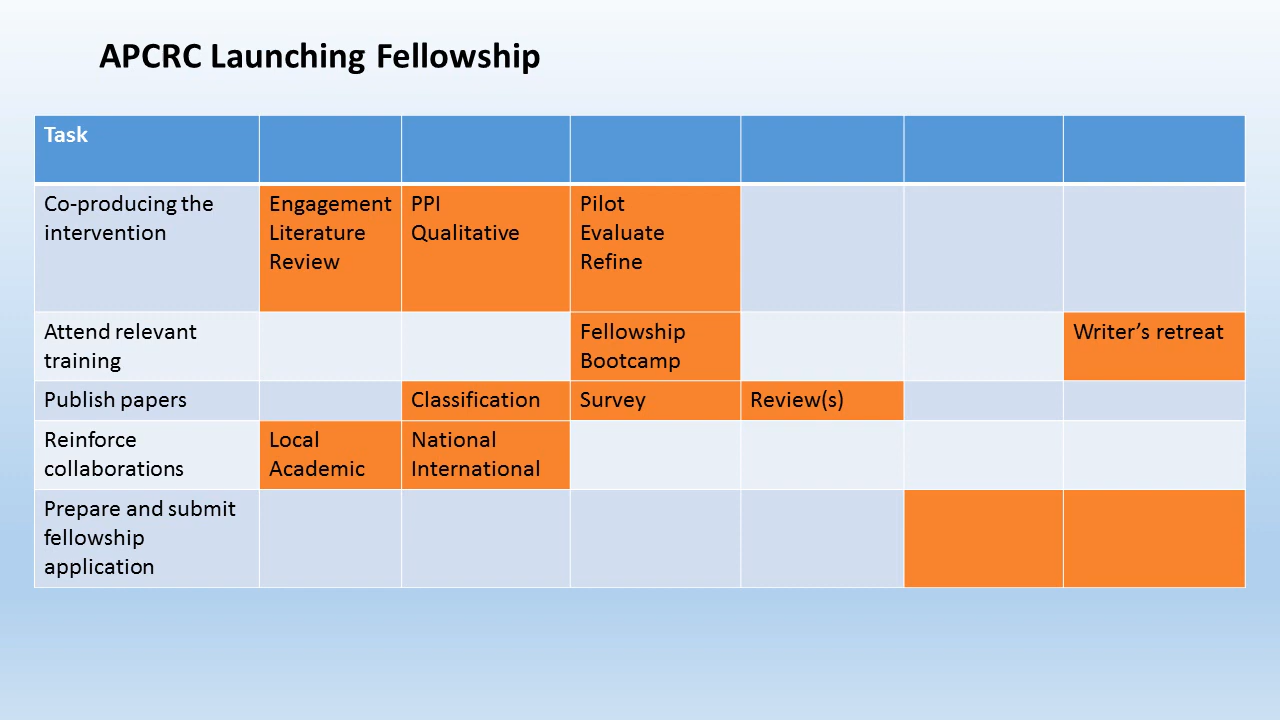 APCRC Launching Fellowship
Task
Co-producing the
intervention
Engagement
Literature
Review
PPI
Qualitative
Pilot
Evaluate
Refine
Attend relevant
training
Fellowship
Bootcamp
Writer’s retreat
Publish papers
Classification
Survey
Review(s)
Reinforce
collaborations
Local
Academic
National
International
Prepare and submit
fellowship
application